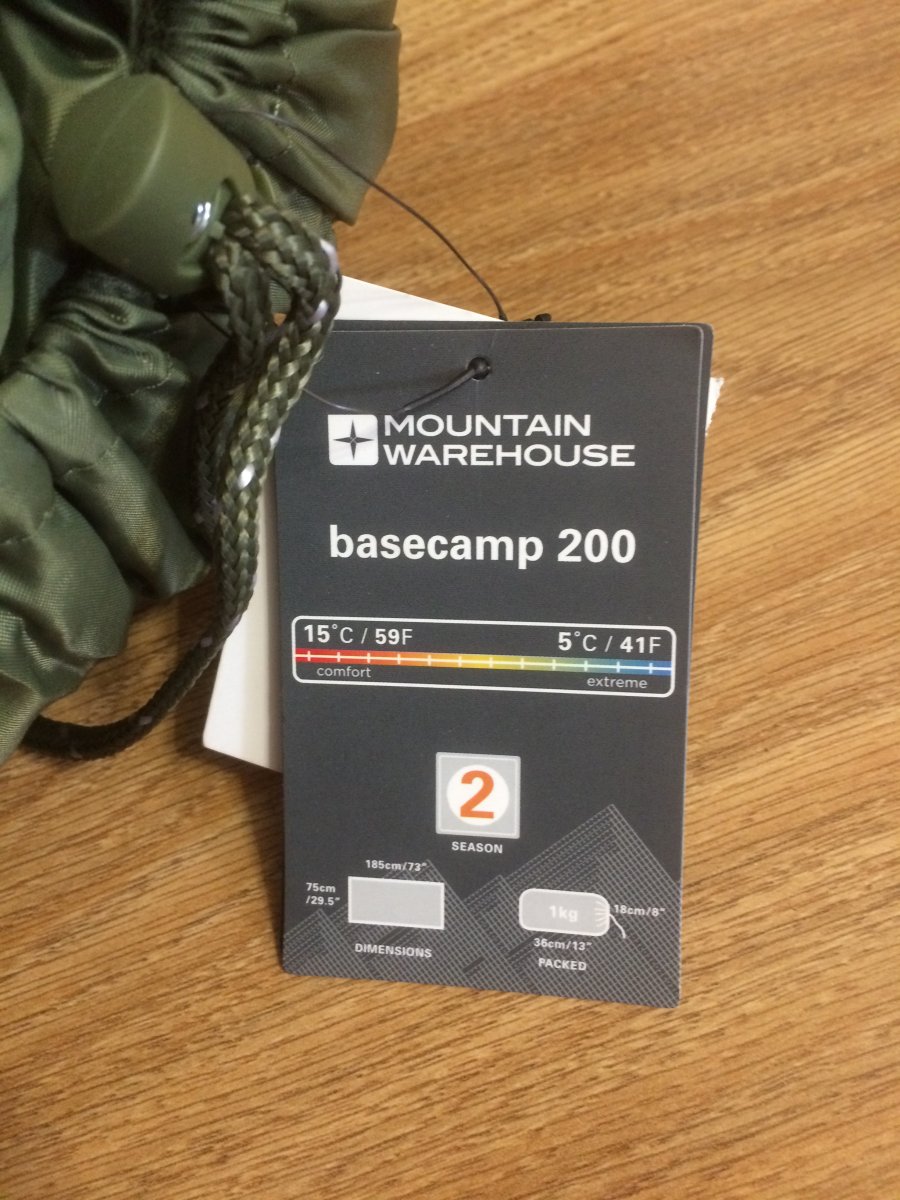 MOUNTAIN
WAREHOUSE
basecamp 200
15°C / 59F
5°C / 41F
comfort
extreme
2
SEASON
185cm/73"
75cm
/29.5"
DIMENSIONS
1kg
18cm/8"
36cm/13"
PACKED